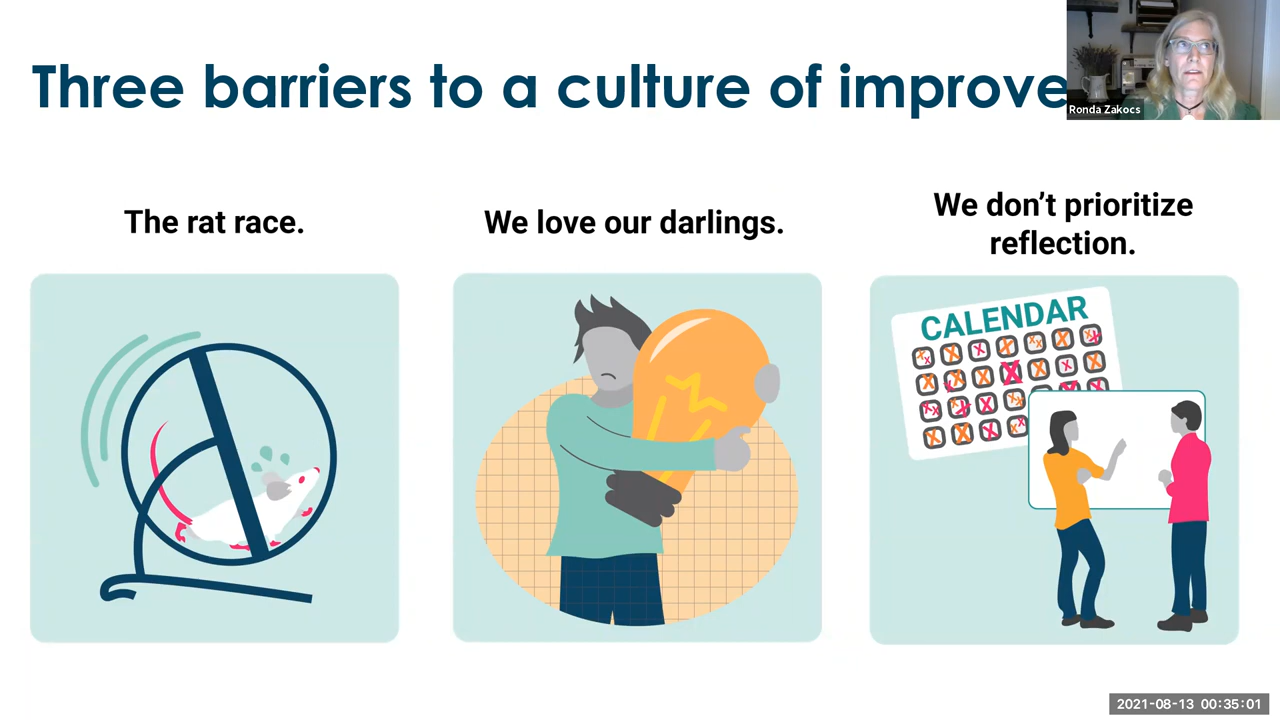 Three barriers to a culture of improve
Ronda Zakocs
The rat race.
We love our darlings.
We don’t prioritize
reflection.
CALENDAR
2021-08-13 00:35:01